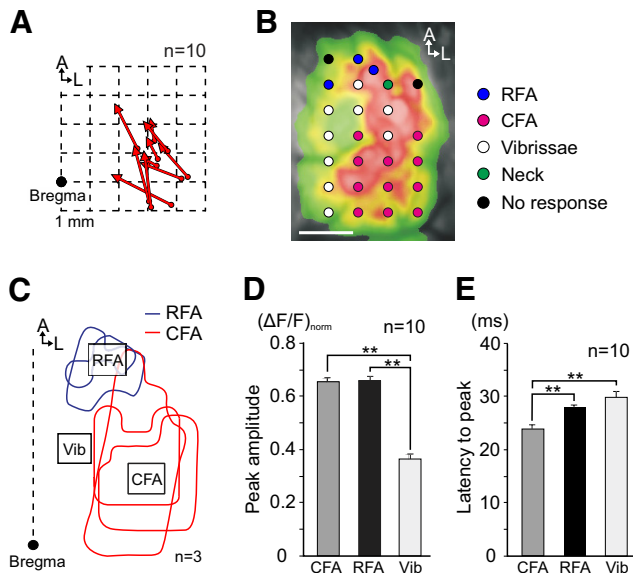 A
n=10
A
L
Bregma
1 mm
B
A
L
RFA
CFA
Vibrissae
Neck
No response
C
A
L
RFA
CFA
RFA
Vib
CFA
Bregma
n=3
D
(ΔF/F)norm
n=10
**
**
Peak amplitude
0.8
0.6
0.4
0.2
0
CFA RFA Vib
E
(ms)
n=10
**
**
Latency to peak
40
30
20
10
0
CFA RFA Vib